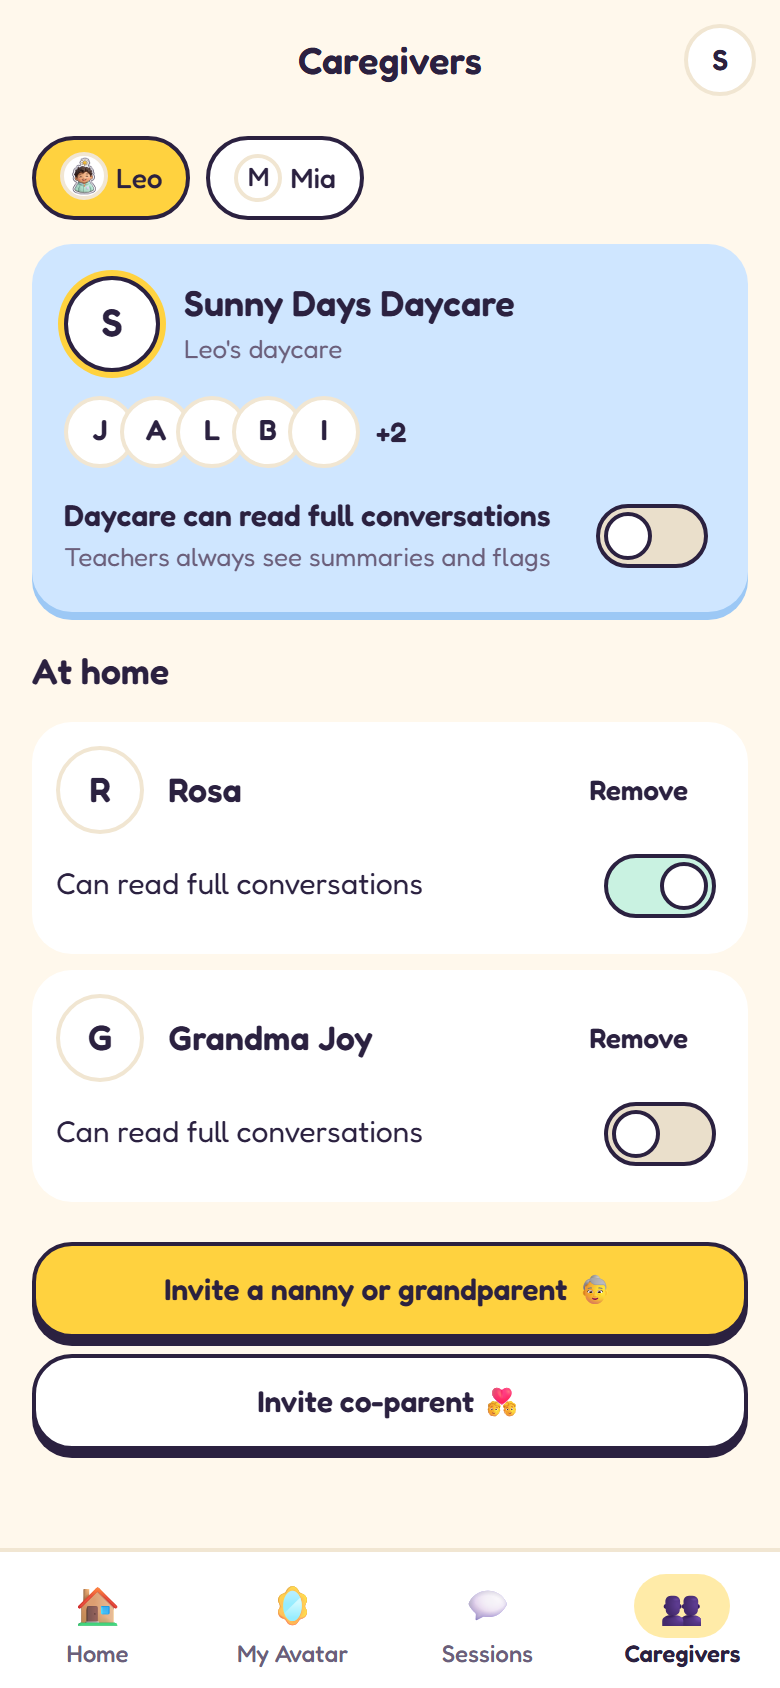 Caregivers
S
Leo
M Mia
S
Sunny Days Daycare
Leo's daycare
J A L B I +2
Daycare can read full conversations
Teachers always see summaries and flags
At home
R Rosa Remove
Can read full conversations
G Grandma Joy Remove
Can read full conversations
Invite a nanny or grandparent
Invite co-parent
Home My Avatar Sessions Caregivers